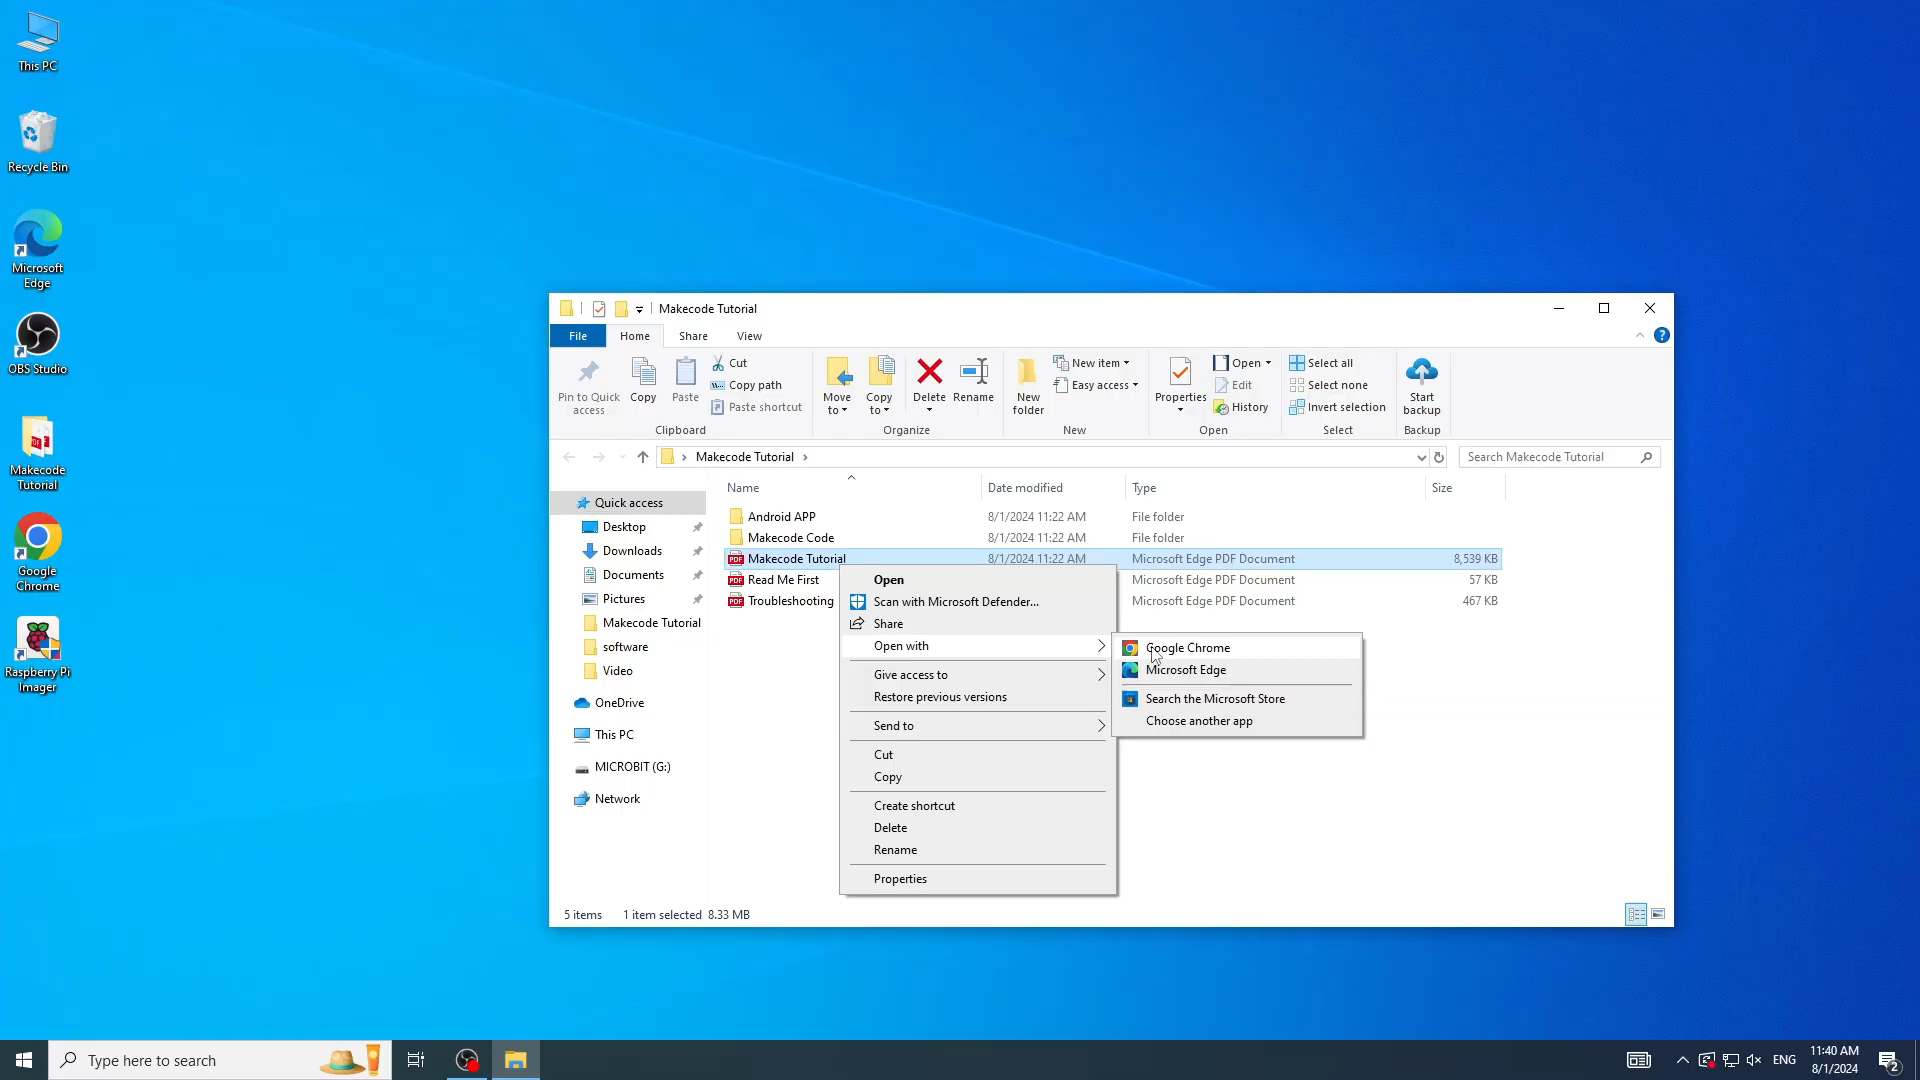 This PC
Recycle Bin
Microsoft
Edge
OBS Studio
Makecode
Tutorial
Google
Chrome
Raspberry Pi
Imager
Makecode Tutorial
File
Home
Share
View
Pin to Quick
access
Copy
Paste
Cut
Copy path
Paste shortcut
Clipboard
Move
to
Copy
to
Delete
Rename
Organize
New
folder
New item
Easy access
New
Properties
Open
Edit
History
Open
Select all
Select none
Invert selection
Select
Start
backup
Backup
Makecode Tutorial
Search Makecode Tutorial
Quick access
Desktop
Downloads
Documents
Pictures
Makecode Tutorial
software
Video
OneDrive
This PC
MICROBIT (G:)
Network
Name Date modified Type Size
Android APP 8/1/2024 11:22 AM File folder
Makecode Code 8/1/2024 11:22 AM File folder
Makecode Tutorial 8/1/2024 11:22 AM Microsoft Edge PDF Document 8,539 KB
Read Me First Microsoft Edge PDF Document 57 KB
Troubleshooting Microsoft Edge PDF Document 467 KB
Open
Scan with Microsoft Defender...
Share
Open with
Give access to
Restore previous versions
Send to
Cut
Copy
Create shortcut
Delete
Rename
Properties
Google Chrome
Microsoft Edge
Search the Microsoft Store
Choose another app
5 items 1 item selected 8.33 MB
Type here to search
ENG
11:40 AM
8/1/2024
2